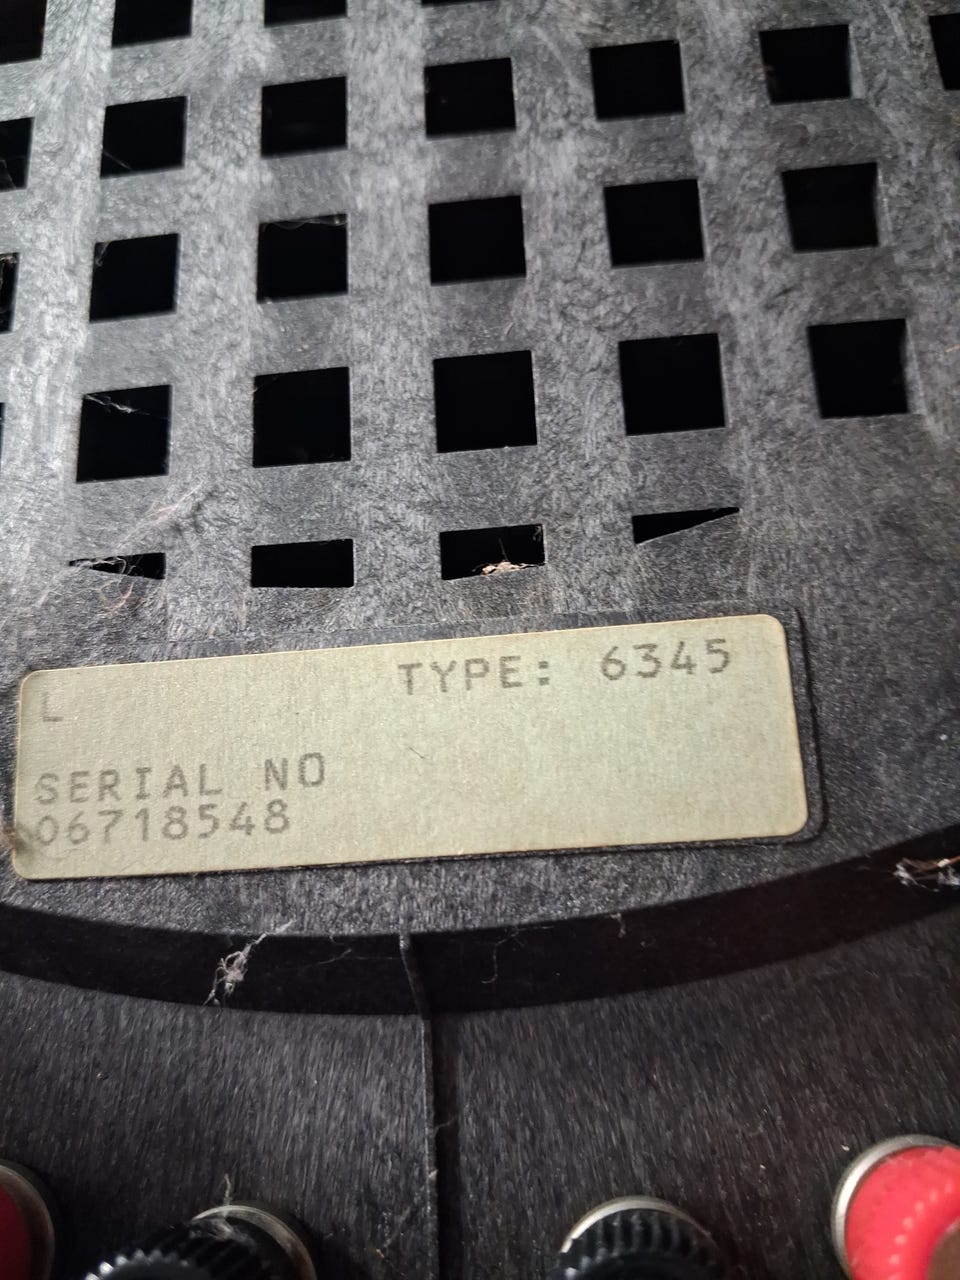 TYPE: 6345
L
SERIAL NO
06718548